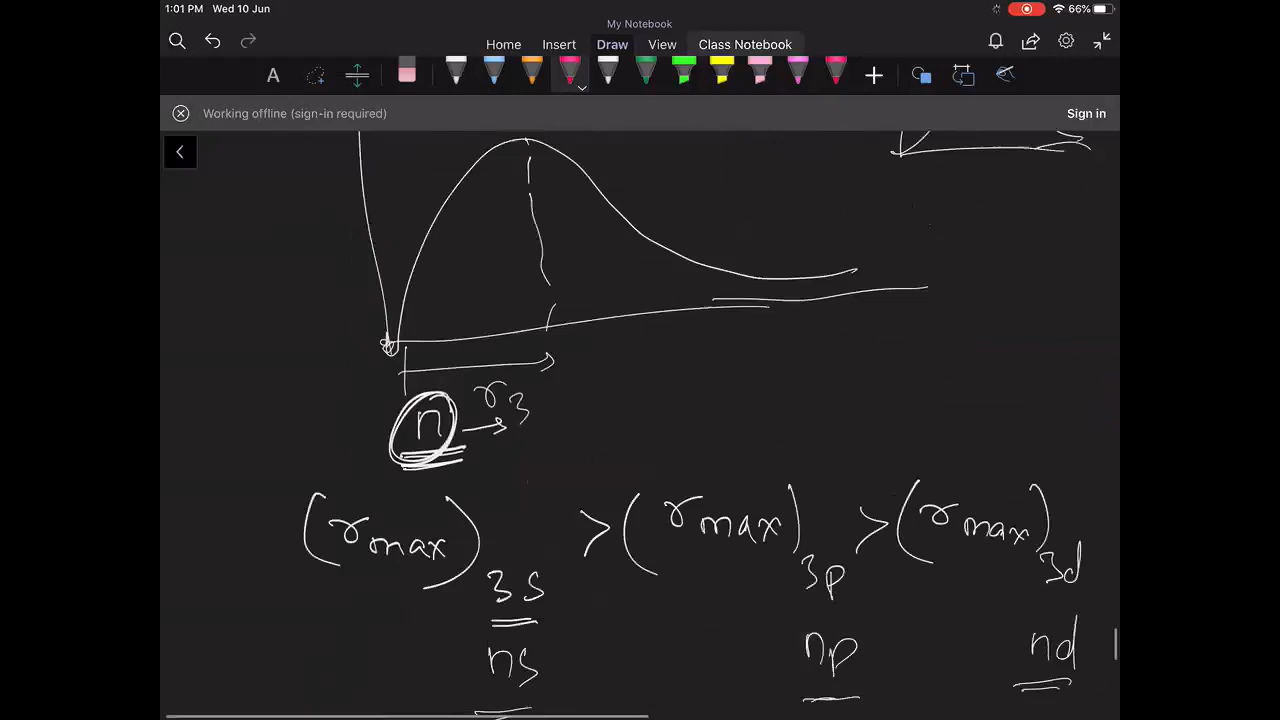 1:01 PM Wed 10 Jun
66%
My Notebook
Home Insert Draw View Class Notebook
A
Working offline (sign-in required)
Sign in
r3
n
(rmax)3s > (rmax)3p > (rmax)3d
ns np nd